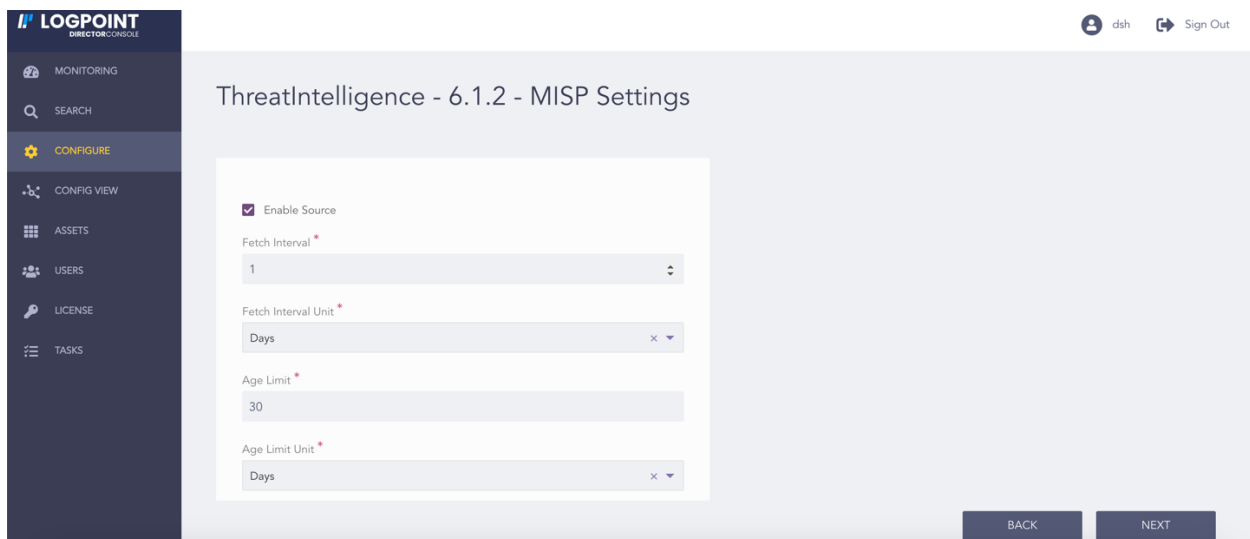 LOGPOINT
DIRECTORCONSOLE
dsh
Sign Out
MONITORING
SEARCH
CONFIGURE
CONFIG VIEW
ASSETS
USERS
LICENSE
TASKS
ThreatIntelligence - 6.1.2 - MISP Settings
Enable Source
Fetch Interval *
1
Fetch Interval Unit *
Days
Age Limit *
30
Age Limit Unit *
Days
BACK
NEXT